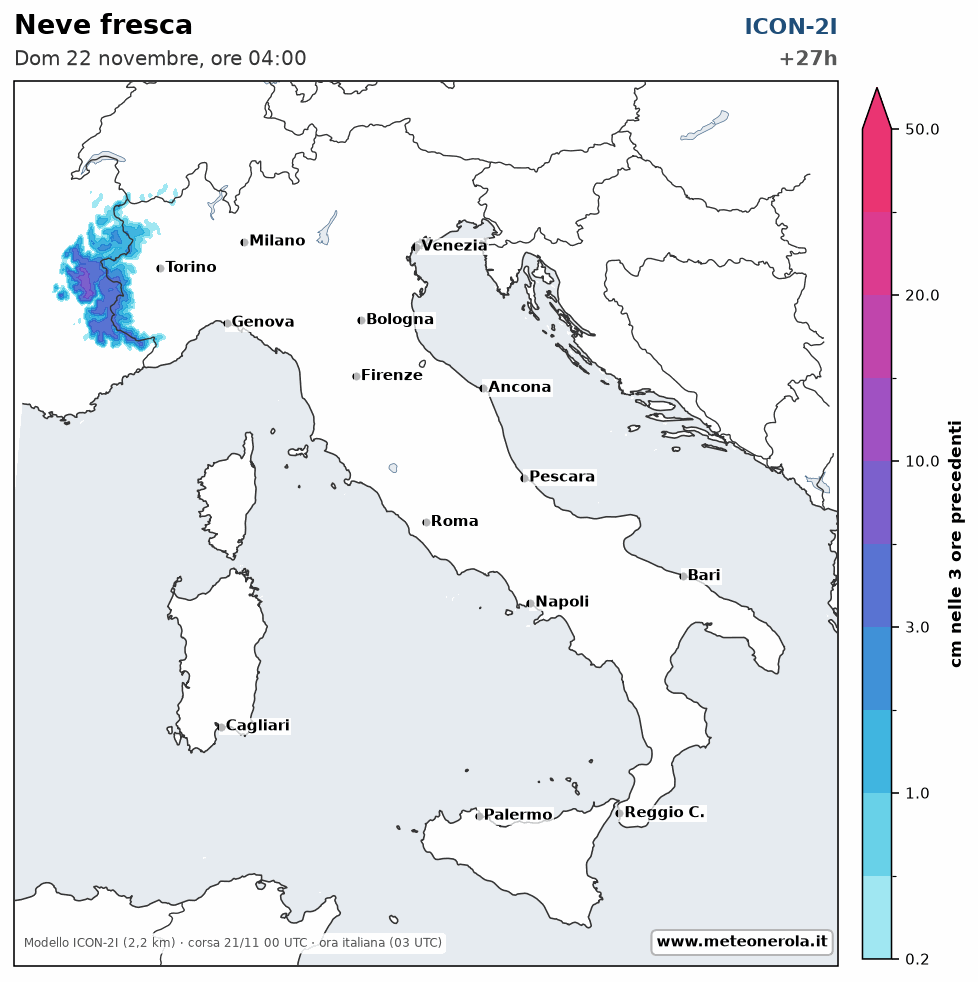 Neve fresca
ICON-2I
Dom 22 novembre, ore 04:00
+27h
50.0
20.0
10.0
3.0
1.0
0.2
cm nelle 3 ore precedenti
Milano
Venezia
Torino
Genova
Bologna
Firenze
Ancona
Pescara
Roma
Bari
Napoli
Cagliari
Palermo
Reggio C.
Modello ICON-2I (2,2 km) · corsa 21/11 00 UTC · ora italiana (03 UTC)
www.meteonerola.it